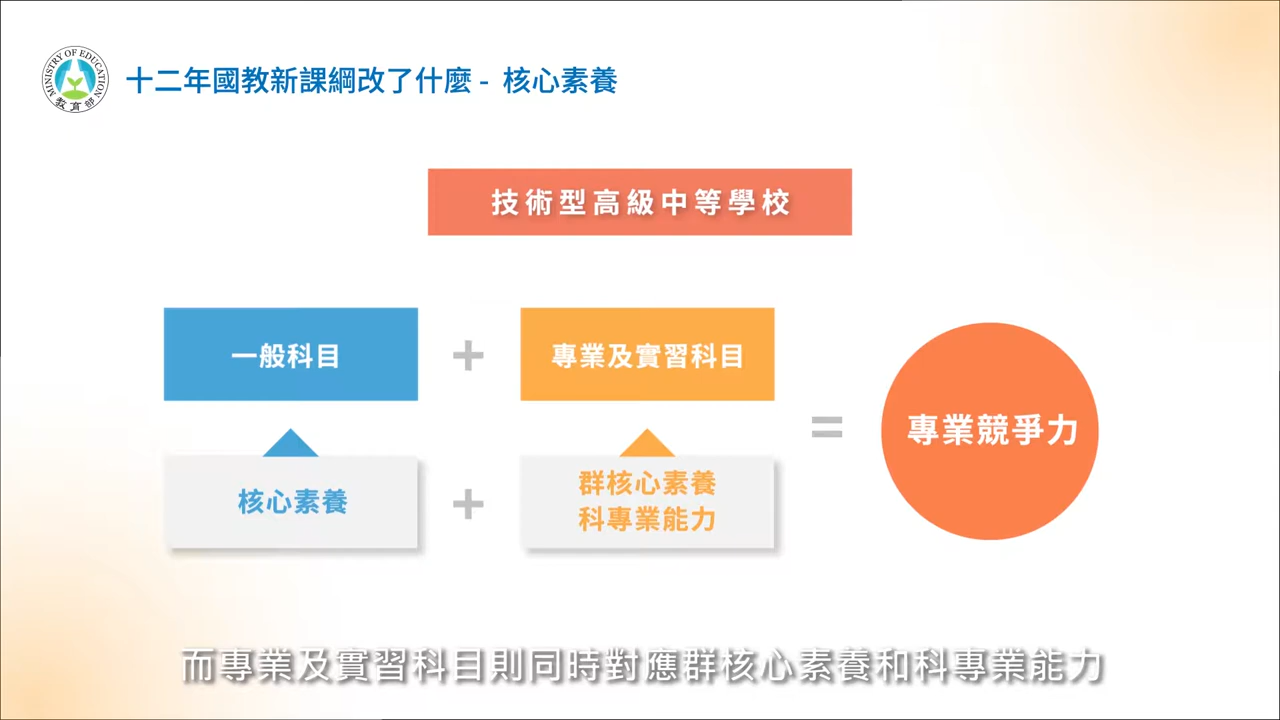 MINISTRY OF EDUCATION
教育部
十二年國教新課綱改了什麼 - 核心素養
技術型高級中等學校
一般科目
+
專業及實習科目
核心素養
+
群核心素養
科專業能力
=
專業競爭力
而專業及實習科目則同時對應群核心素養和科專業能力